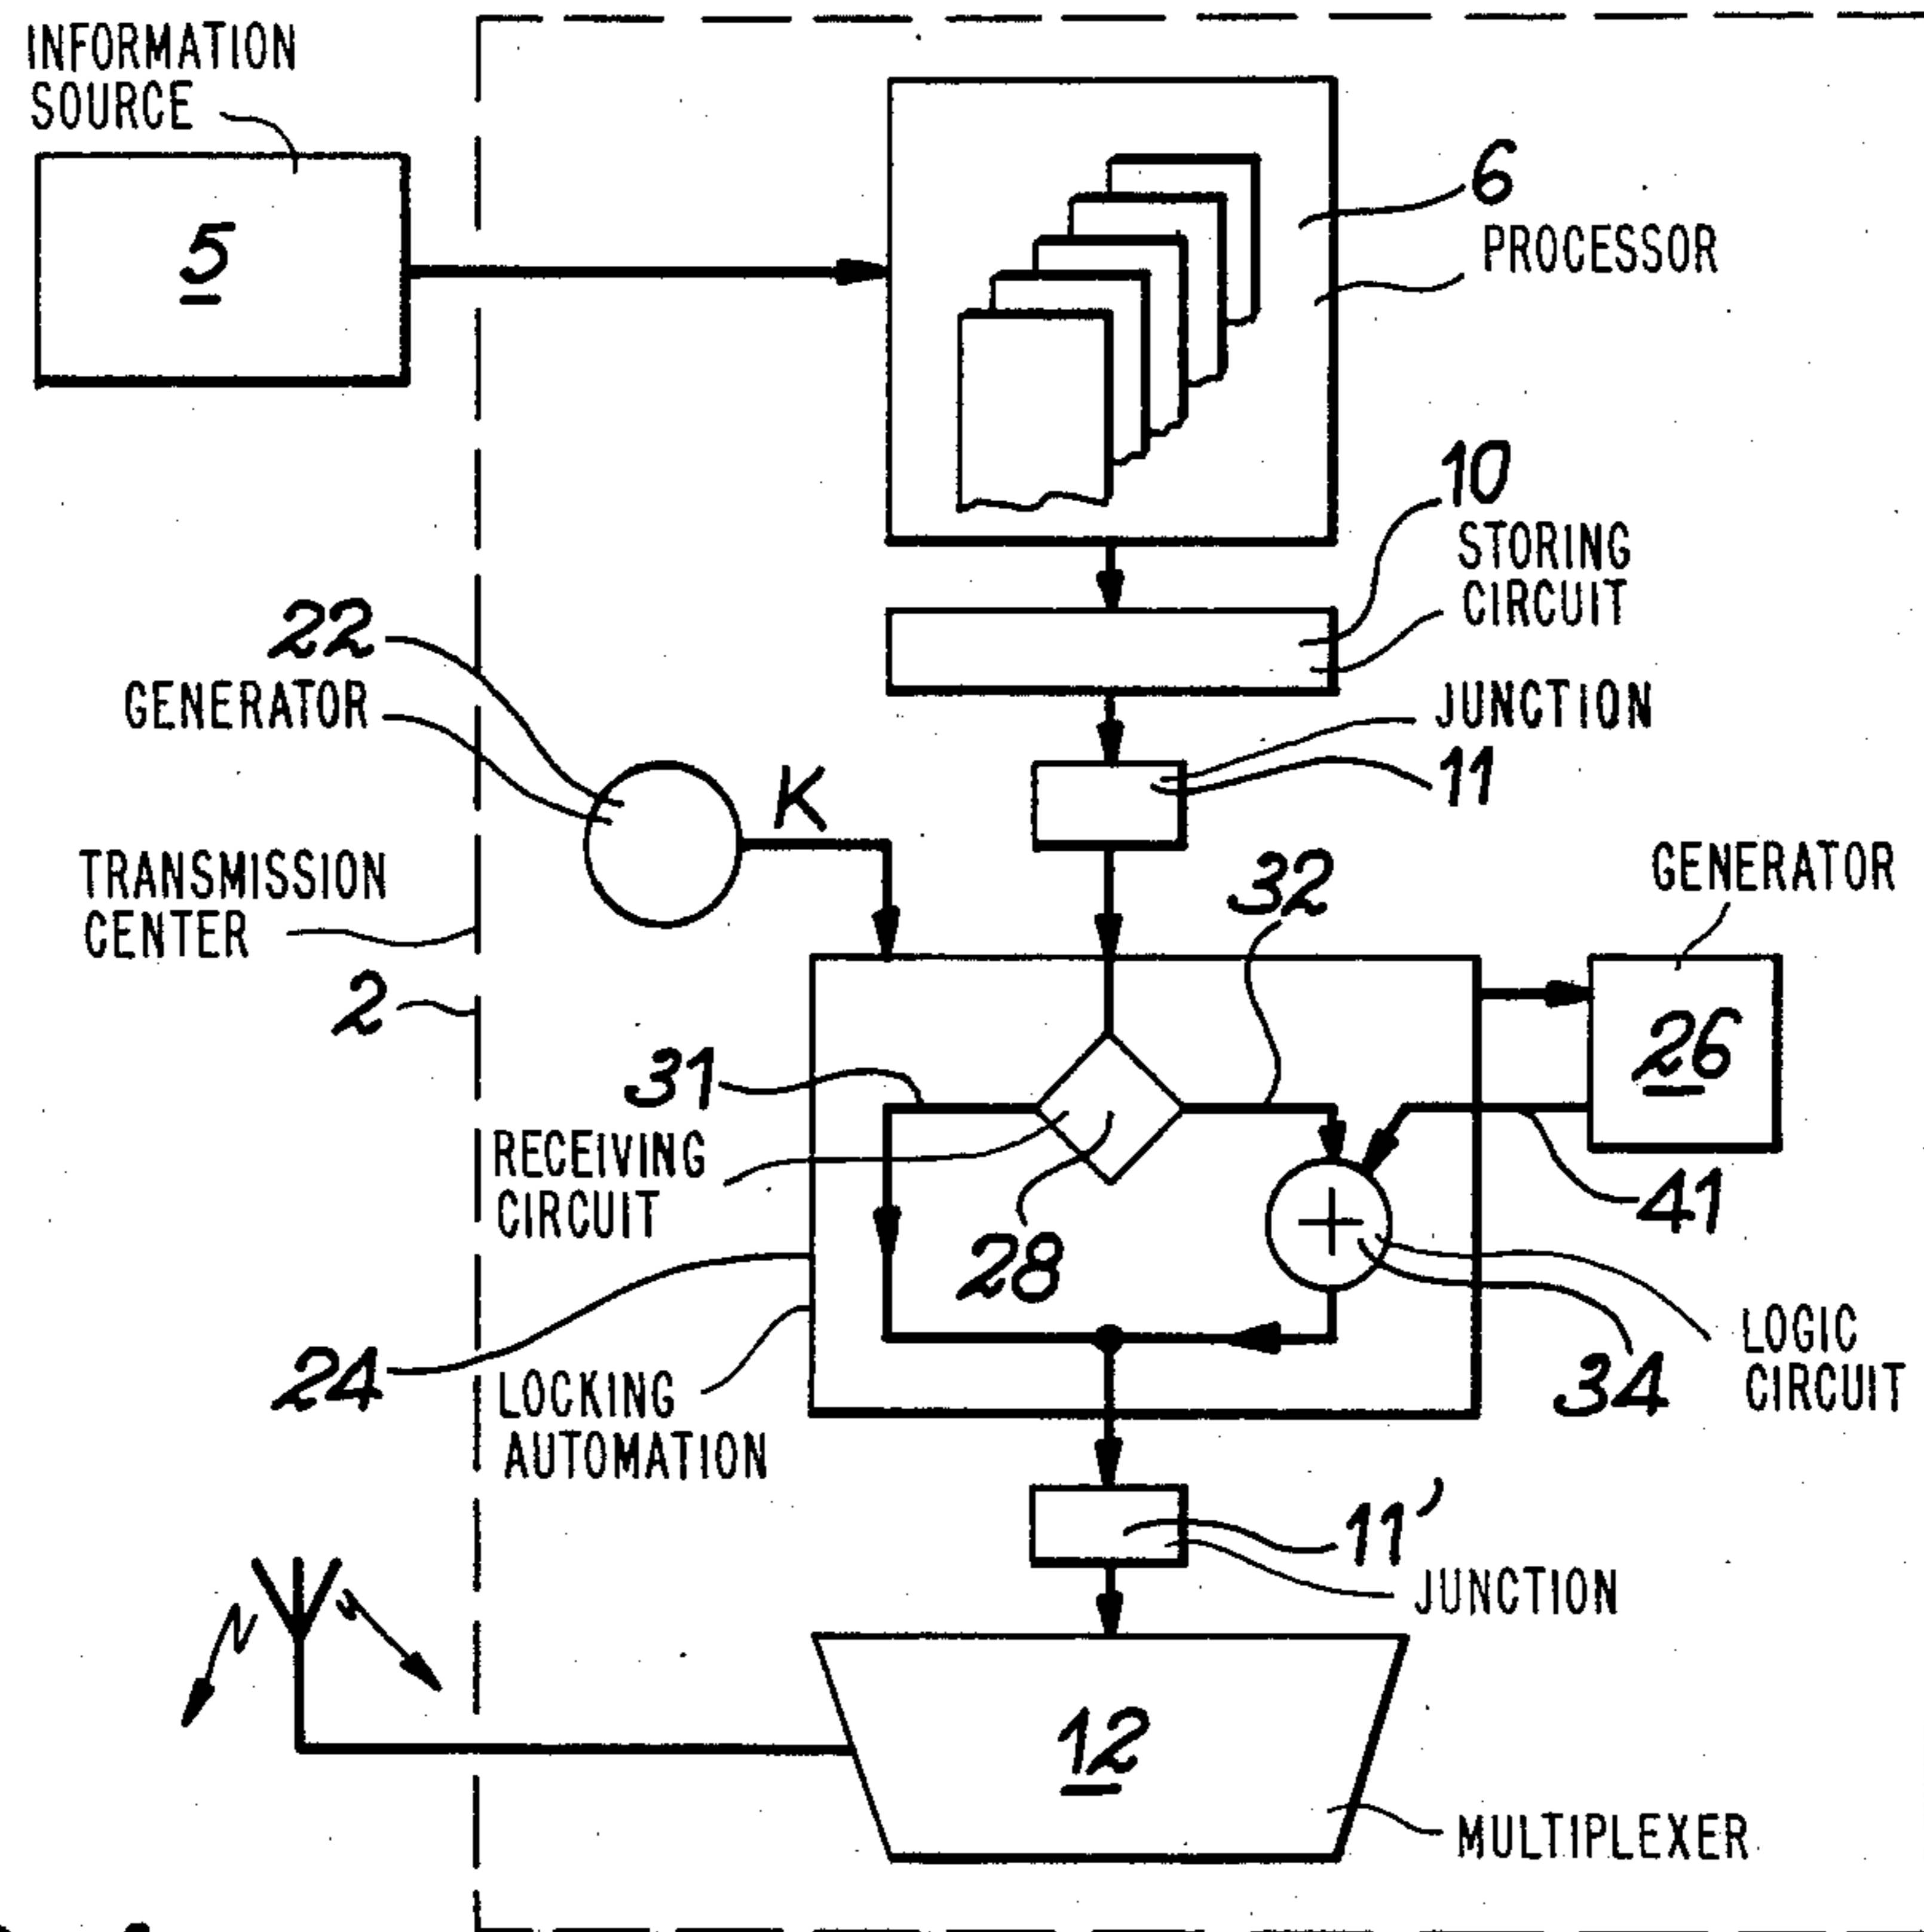 INFORMATION
SOURCE
5
6
PROCESSOR
10
STORING
CIRCUIT
22
GENERATOR
JUNCTION
11
K
TRANSMISSION
CENTER
2
32
GENERATOR
26
31
RECEIVING
CIRCUIT
28
41
24
LOCKING
AUTOMATION
34
LOGIC
CIRCUIT
11'
JUNCTION
12
MULTIPLEXER